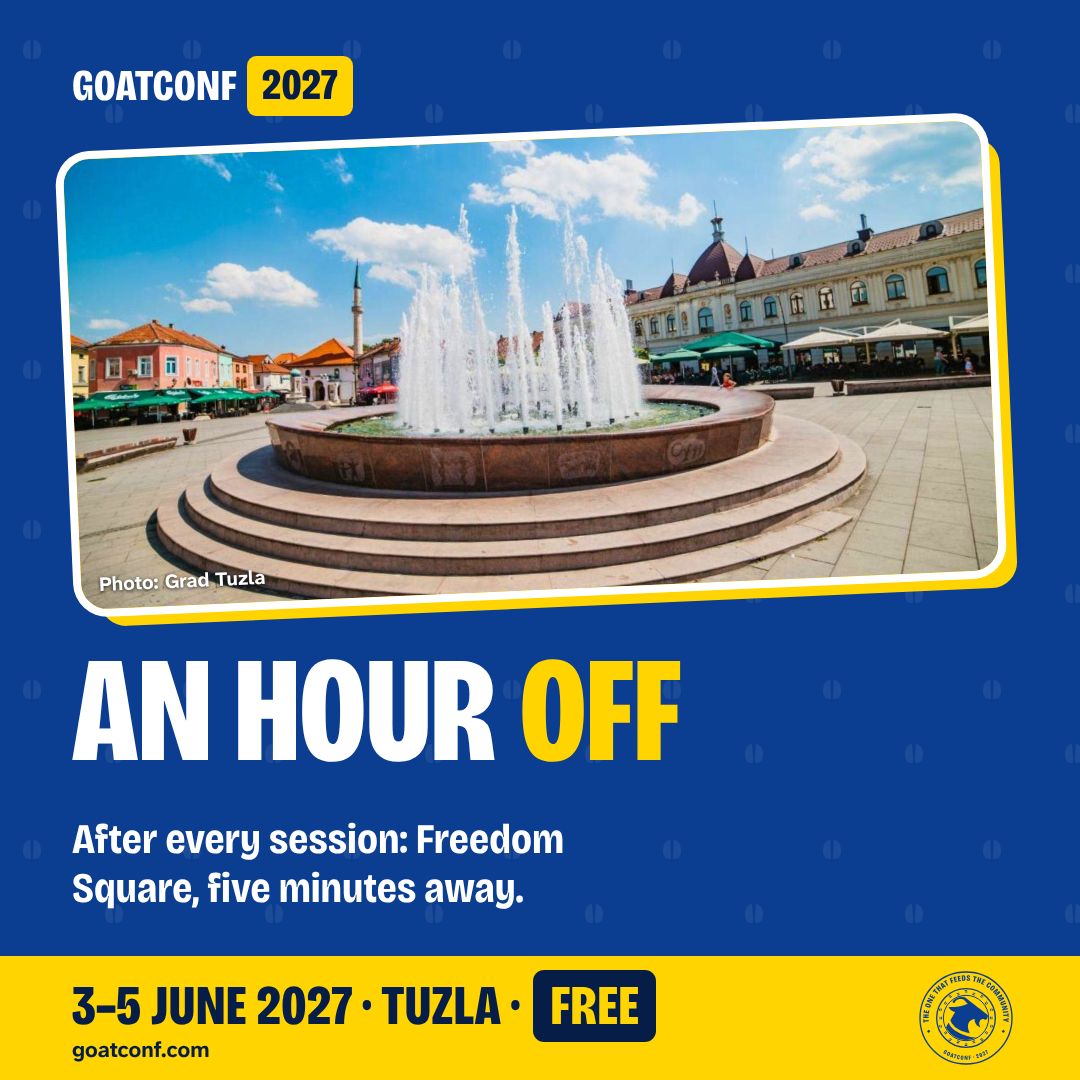 GOATCONF 2027
Photo: Grad Tuzla
AN HOUR OFF
After every session: Freedom
Square, five minutes away.
3–5 JUNE 2027 · TUZLA · FREE
goatconf.com
THE ONE THAT FEEDS THE COMMUNITY
GOATCONF · 2027